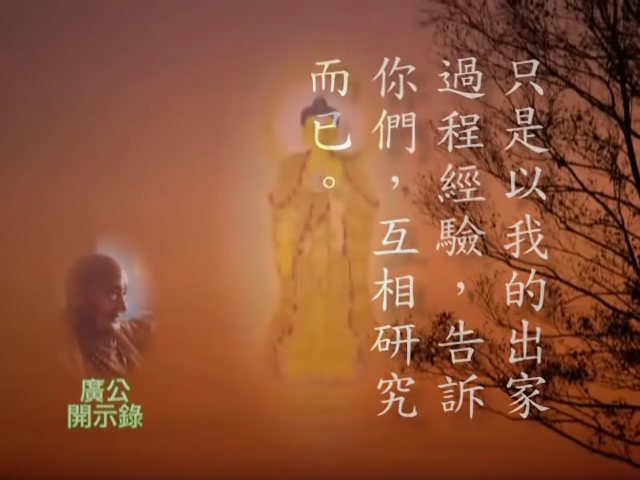 只是以我的出家
過程經驗，告訴
你們，互相研究
而已。
廣公
開示錄